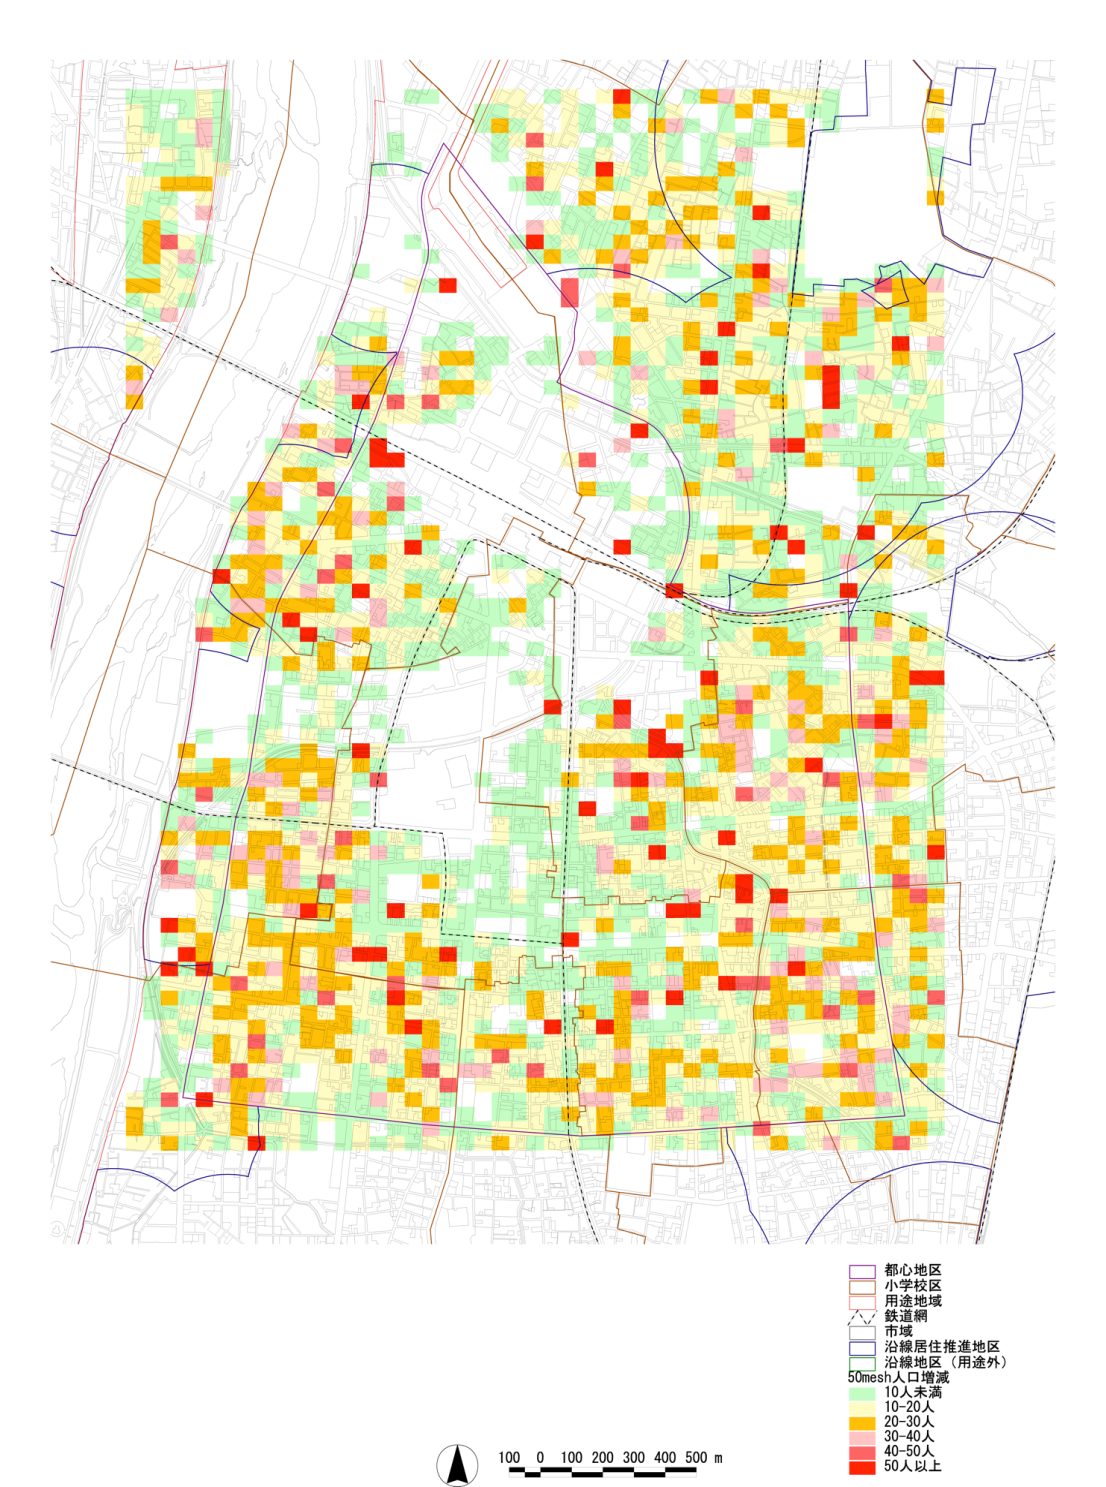 都心地区
小学校区
用途地域
鉄道網
市域
沿線居住推進地区
沿線地区（用途外）
50mesh人口増減
10人未満
10-20人
20-30人
30-40人
40-50人
50人以上
100 0 100 200 300 400 500 m